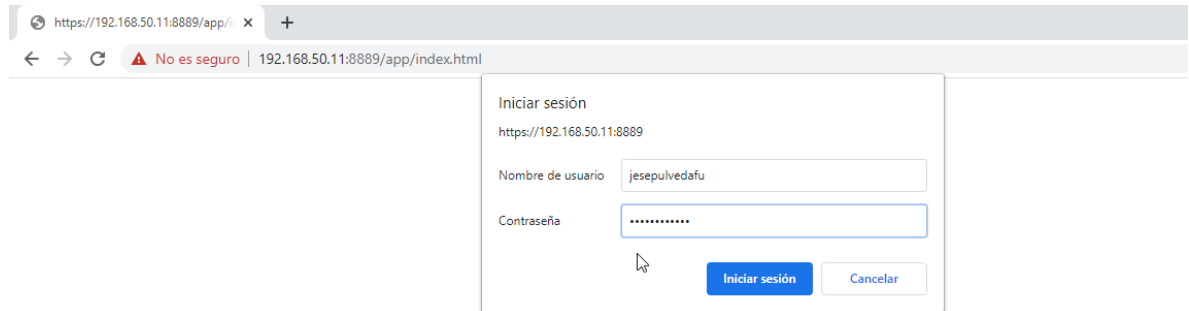 https://192.168.50.11:8889/app/i
No es seguro | 192.168.50.11:8889/app/index.html
Iniciar sesión
https://192.168.50.11:8889
Nombre de usuario jesepulvedafu
Contraseña ••••••••••••
Iniciar sesión Cancelar